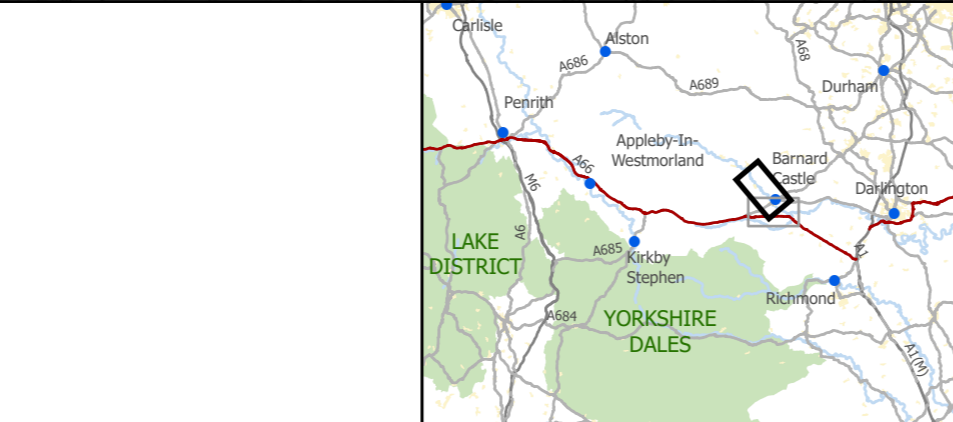 Carlisle
Alston
A68
A686
A689
Durham
Penrith
Appleby-In-
Westmorland
A66
Barnard
Castle
M6
Darlington
A6
LAKE
DISTRICT
A685
Kirkby
Stephen
A1
Richmond
A684
YORKSHIRE
DALES
A1(M)